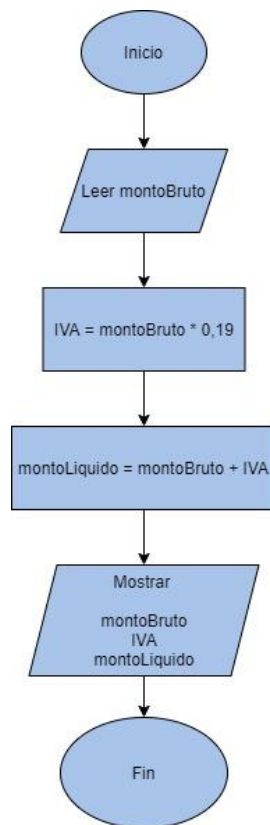 Inicio
Leer montoBruto
IVA = montoBruto * 0,19
montoLiquido = montoBruto + IVA
Mostrar
montoBruto
IVA
montoLiquido
Fin